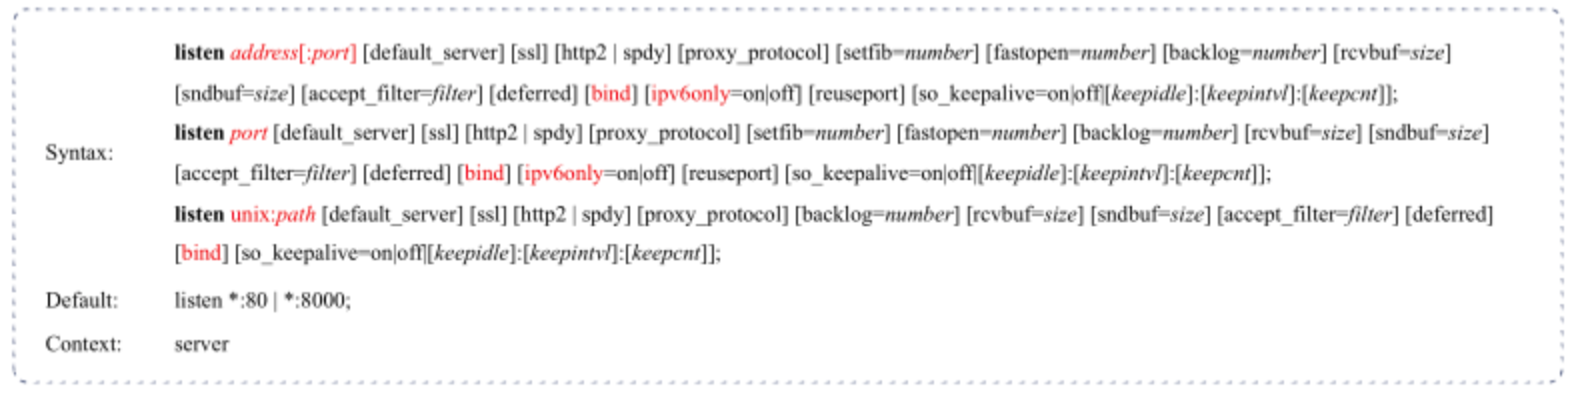 listen address[:port] [default_server] [ssl] [http2 | spdy] [proxy_protocol] [setfib=number] [fastopen=number] [backlog=number] [rcvbuf=size]
[sndbuf=size] [accept_filter=filter] [deferred] [bind] [ipv6only=on|off] [reuseport] [so_keepalive=on|off|[keepidle]:[keepintvl]:[keepcnt]];
listen port [default_server] [ssl] [http2 | spdy] [proxy_protocol] [setfib=number] [fastopen=number] [backlog=number] [rcvbuf=size] [sndbuf=size]
Syntax:
[accept_filter=filter] [deferred] [bind] [ipv6only=on|off] [reuseport] [so_keepalive=on|off|[keepidle]:[keepintvl]:[keepcnt]];
listen unix:path [default_server] [ssl] [http2 | spdy] [proxy_protocol] [backlog=number] [rcvbuf=size] [sndbuf=size] [accept_filter=filter] [deferred]
[bind] [so_keepalive=on|off|[keepidle]:[keepintvl]:[keepcnt]];
Default: listen *:80 | *:8000;
Context: server